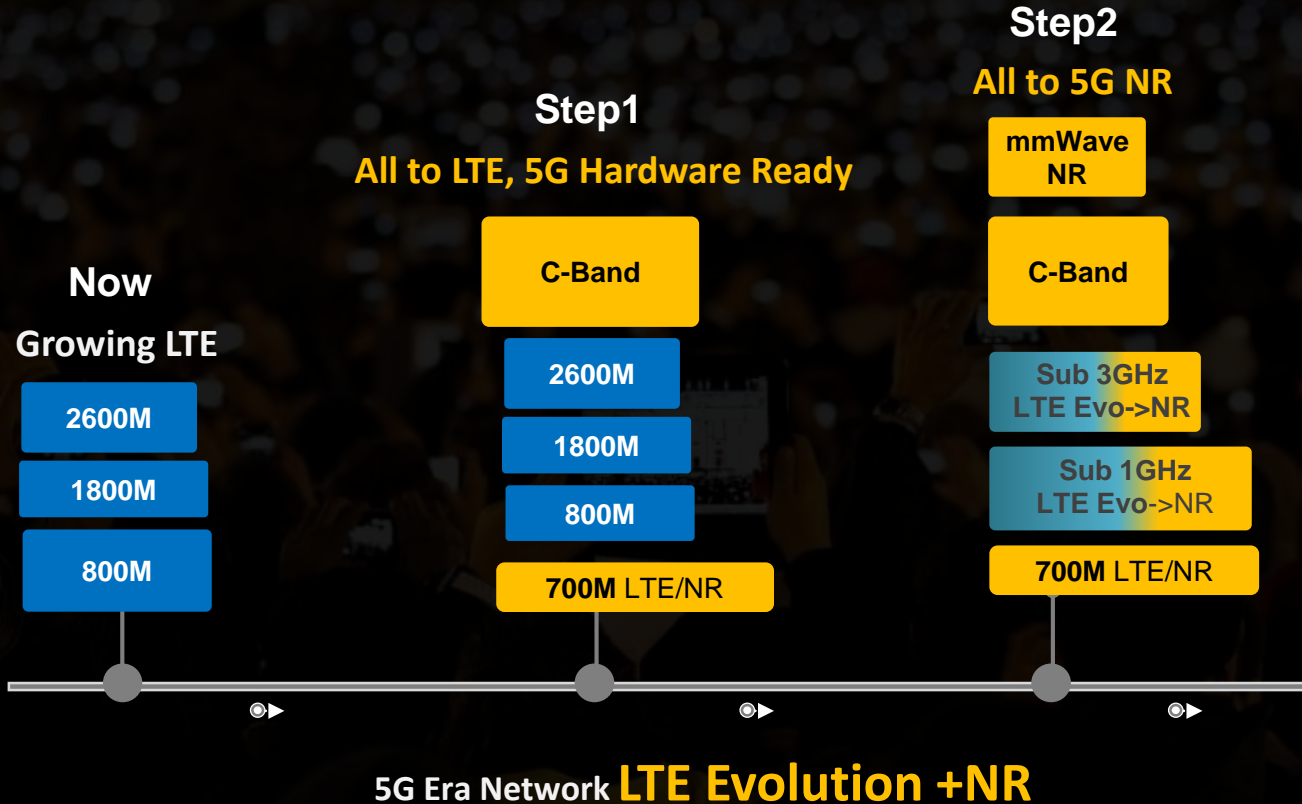 Now
Growing LTE
2600M
1800M
800M
Step1
All to LTE, 5G Hardware Ready
C-Band
2600M
1800M
800M
700M LTE/NR
Step2
All to 5G NR
mmWave
NR
C-Band
Sub 3GHz
LTE Evo->NR
Sub 1GHz
LTE Evo->NR
700M LTE/NR
5G Era Network LTE Evolution +NR